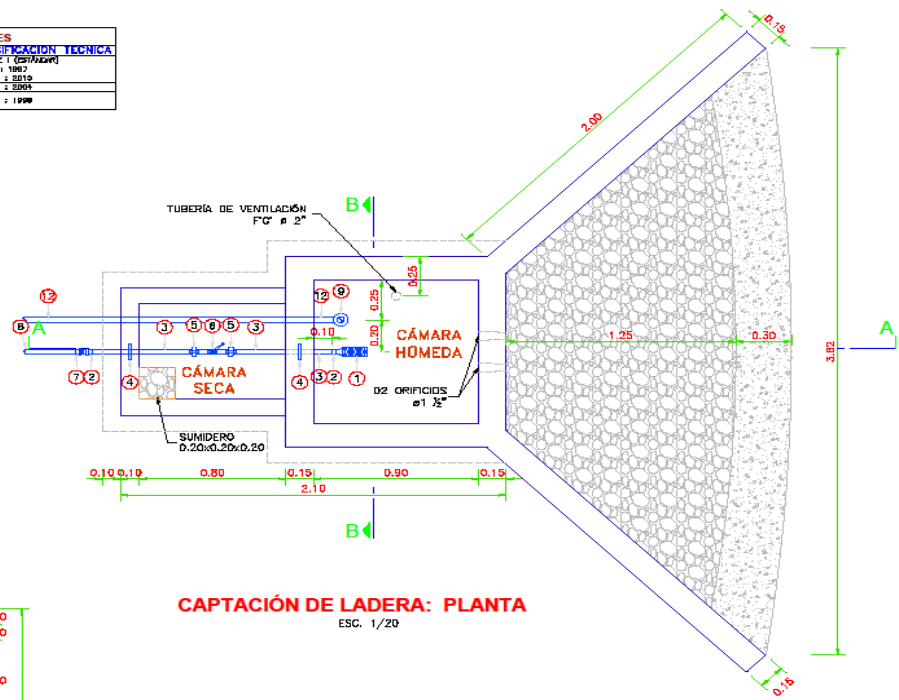 ES
IFICACIÓN TECNICA
: 1997
: 2010
: 2004
: 1998
0.15
2.00
3.82
TUBERÍA DE VENTILACIÓN
F°G° ø 2"
B
0.25
0.25
0.20
0.10
12
12
9
8
A
3
5
6
5
3
CÁMARA
HÚMEDA
1.25
0.30
A
7
2
4
CÁMARA
SECA
4
3
2
1
02 ORIFICIOS
ø1 ½"
SUMIDERO
0.20x0.20x0.20
0.10
0.10
0.80
0.15
0.90
0.15
2.10
B
CAPTACIÓN DE LADERA: PLANTA
ESC. 1/20
0.15